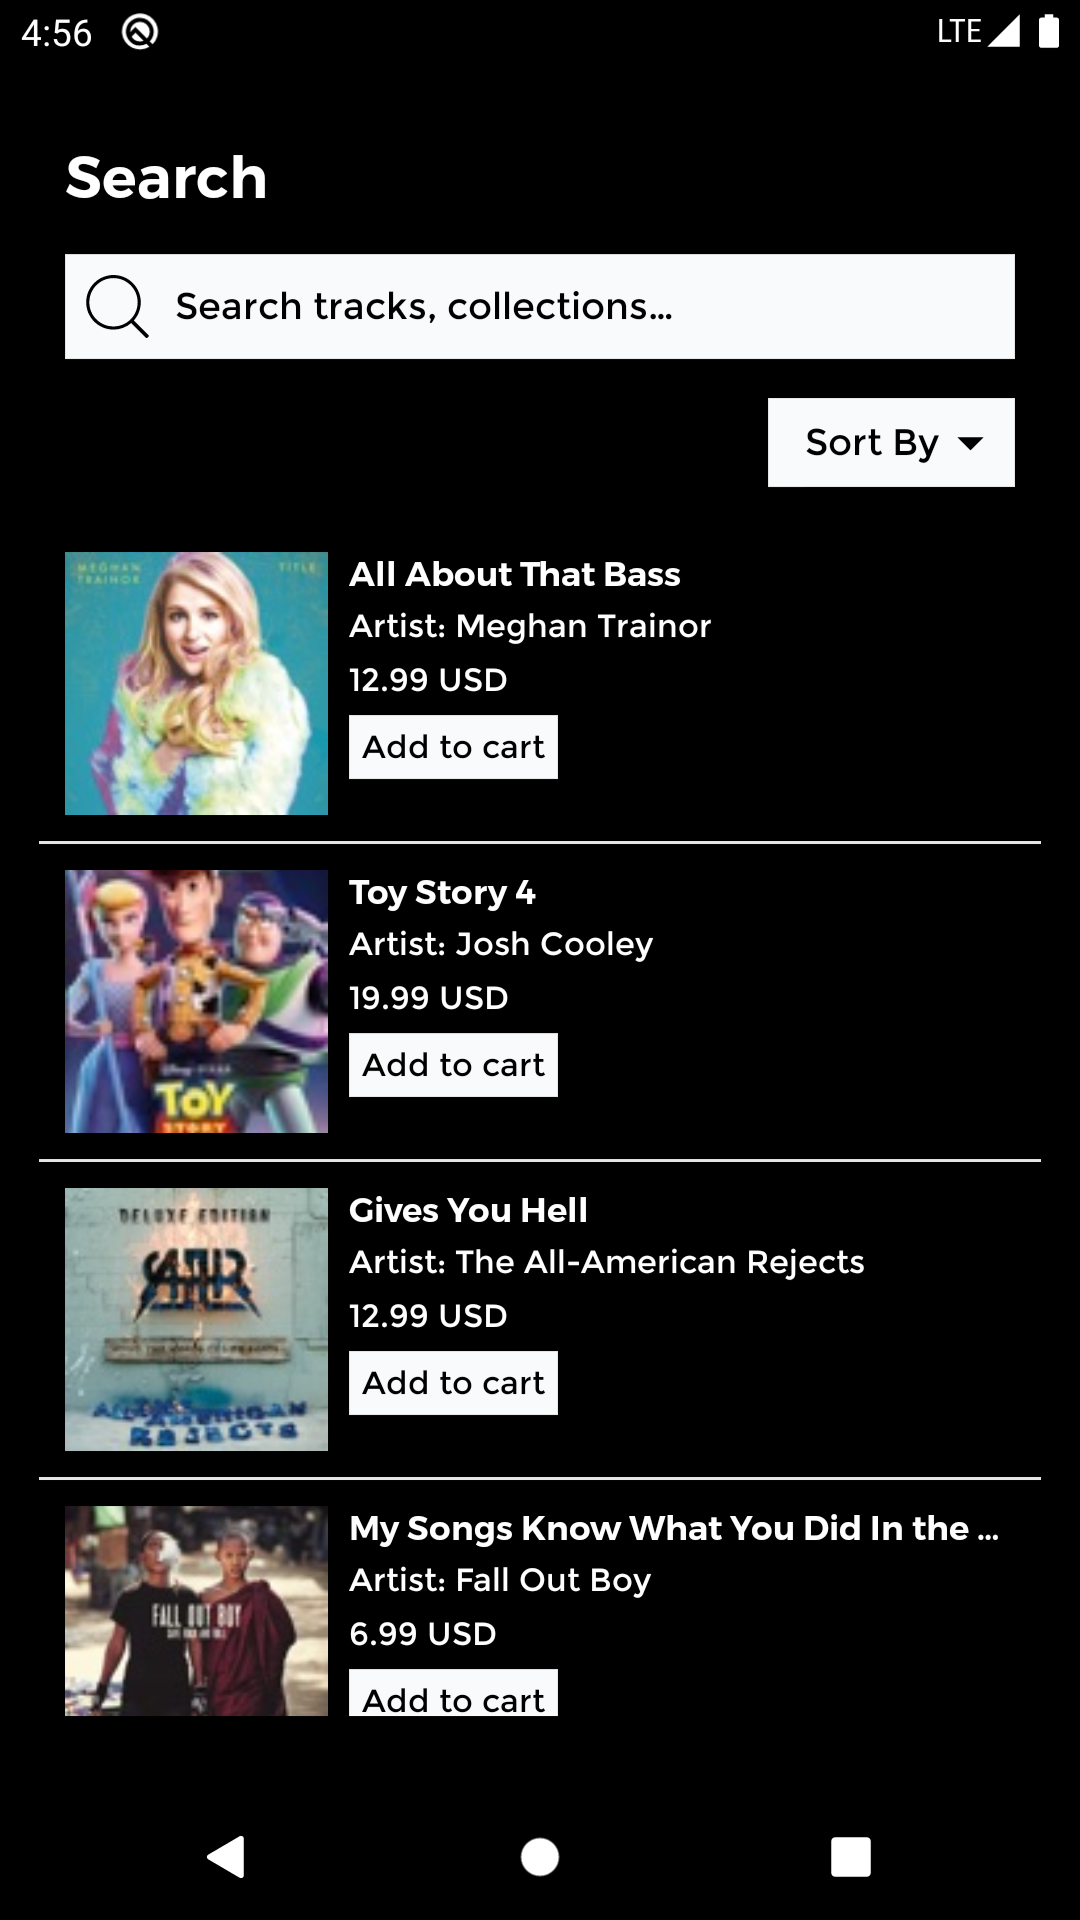 4:56
LTE
Search
Search tracks, collections...
Sort By
MEGHAN TRAINOR
TITLE
All About That Bass
Artist: Meghan Trainor
12.99 USD
Add to cart
TOY
STORY
Toy Story 4
Artist: Josh Cooley
19.99 USD
Add to cart
DELUXE EDITION
AAR
ALL-AMERICAN
REJECTS
Gives You Hell
Artist: The All-American Rejects
12.99 USD
Add to cart
FALL OUT BOY
My Songs Know What You Did In the ...
Artist: Fall Out Boy
6.99 USD
Add to cart